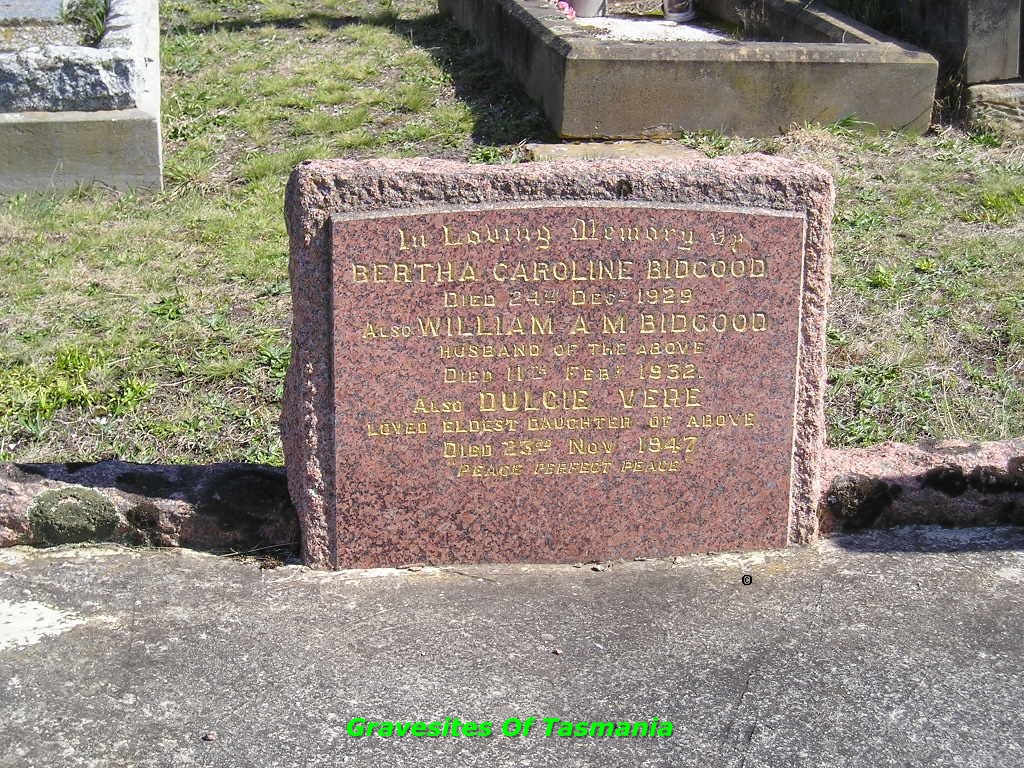 In Loving Memory of
BERTHA CAROLINE BIDGOOD
DIED 24TH DEC. 1929
ALSO WILLIAM A M BIDGOOD
HUSBAND OF THE ABOVE
DIED 11TH FEBY 1932.
ALSO DULCIE VERE
LOVED ELDEST DAUGHTER OF ABOVE
DIED 23RD NOV 1947
"PEACE PERFECT PEACE"
©
Gravesites Of Tasmania